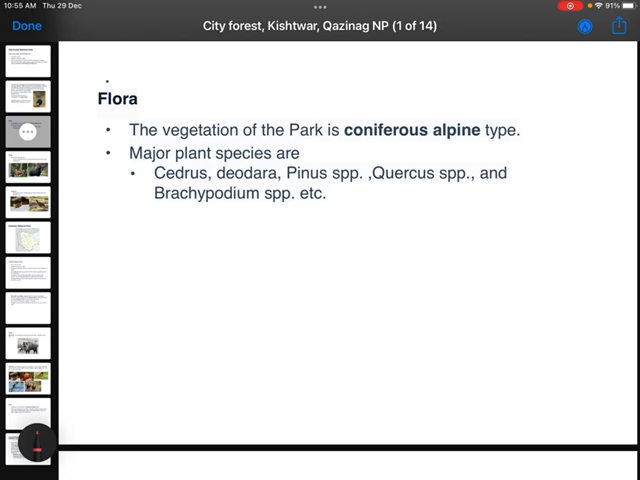 10:55 AM Thu 29 Dec
91%
Done
City forest, Kishtwar, Qazinag NP (1 of 14)
Flora
• The vegetation of the Park is coniferous alpine type.
• Major plant species are
• Cedrus, deodara, Pinus spp. ,Quercus spp., and
Brachypodium spp. etc.